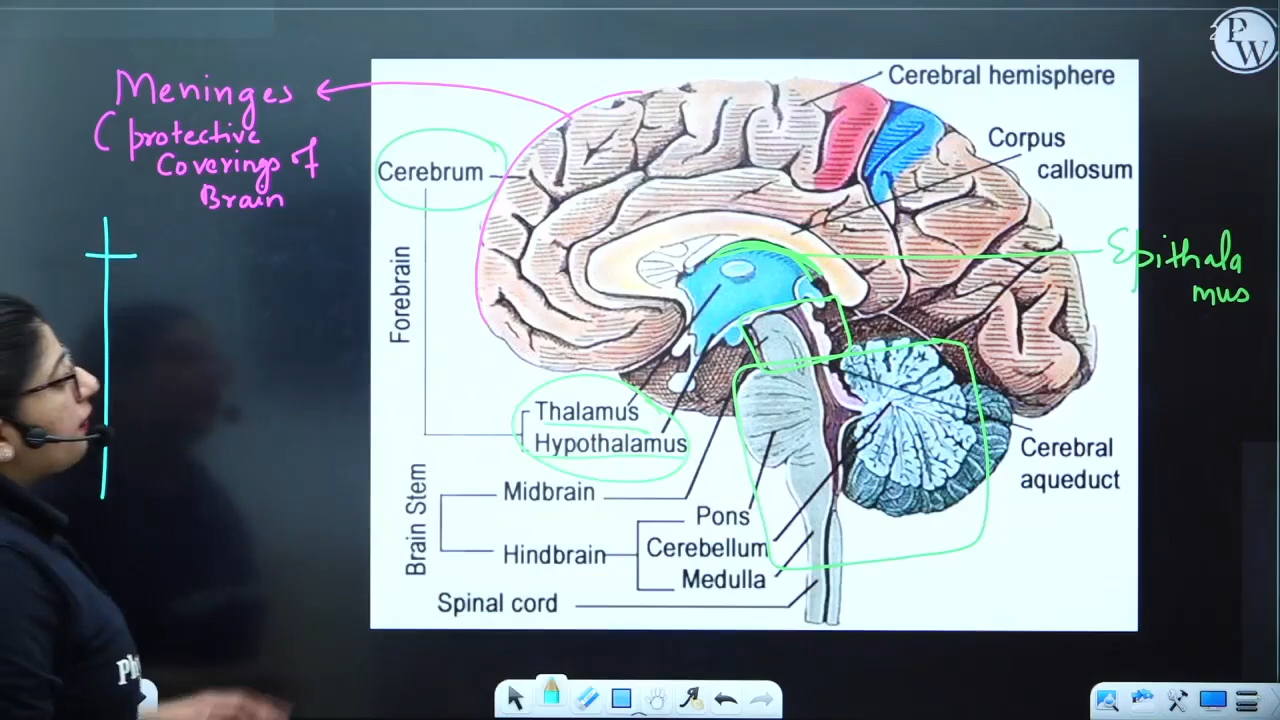 PW
Meninges
( protective
Coverings of
Brain
Cerebral hemisphere
Corpus
callosum
Cerebrum
Epithala
mus
Forebrain
Thalamus
Hypothalamus
Cerebral
aqueduct
Brain Stem
Midbrain
Pons
Hindbrain
Cerebellum
Medulla
Spinal cord